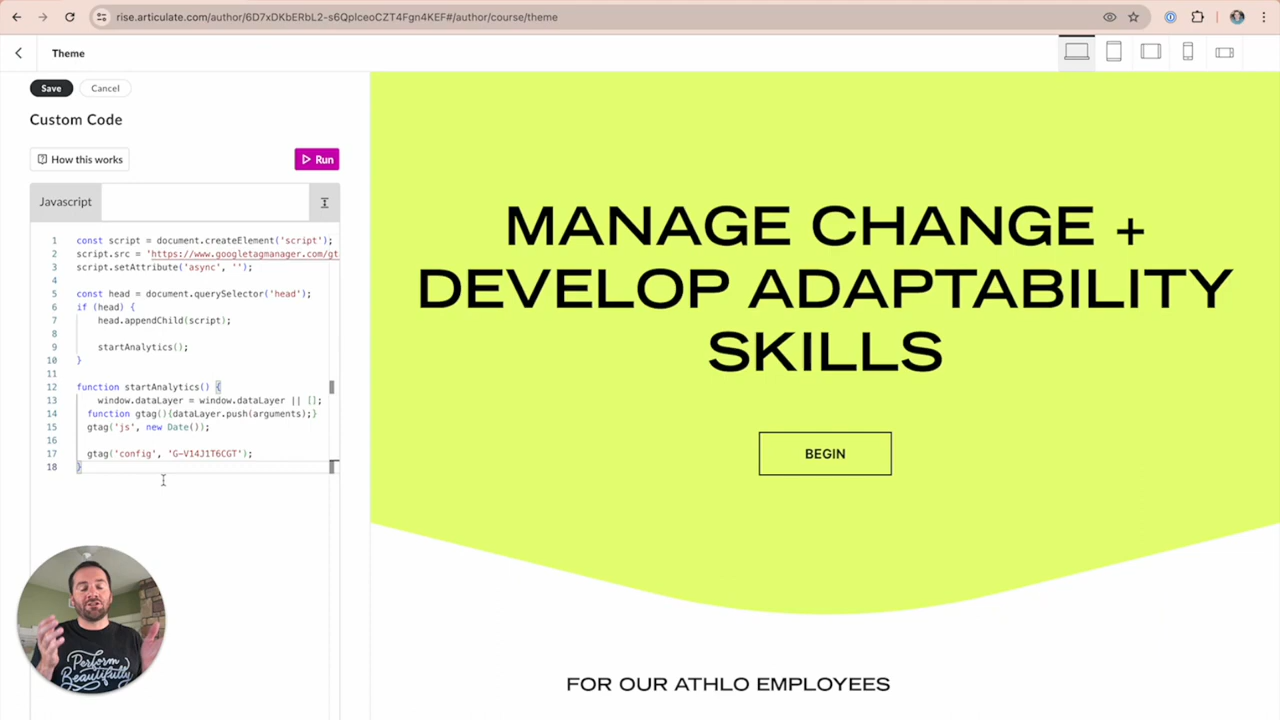 rise.articulate.com/author/6D7xDKbERbL2-s6QplceoCZT4Fgn4KEF#/author/course/theme
Theme
Save
Cancel
Custom Code
How this works
Run
Javascript
1 const script = document.createElement('script');
2 script.src = 'https://www.googletagmanager.com/gt
3 script.setAttribute('async', '');
4
5 const head = document.querySelector('head');
6 if (head) {
7 head.appendChild(script);
8
9 startAnalytics();
10 }
11
12 function startAnalytics() {
13 window.dataLayer = window.dataLayer || [];
14 function gtag(){dataLayer.push(arguments);}
15 gtag('js', new Date());
16
17 gtag('config', 'G-V14J1T6CGT');
18 }
MANAGE CHANGE +
DEVELOP ADAPTABILITY
SKILLS
BEGIN
FOR OUR ATHLO EMPLOYEES
Perform
Beautifully